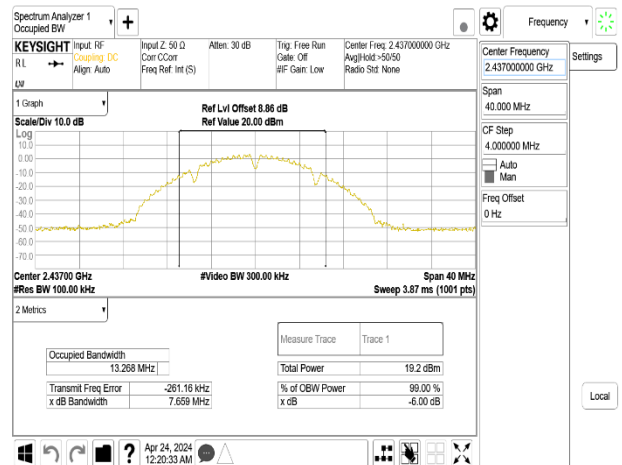 Spectrum Analyzer 1
Occupied BW
Frequency
KEYSIGHT
Input: RF
Coupling: DC
Align: Auto
Input Z: 50 Ω
Corr CCorr
Freq Ref: Int (S)
Atten: 30 dB
Trig: Free Run
Gate: Off
#IF Gain: Low
Center Freq: 2.437000000 GHz
Avg|Hold:>50/50
Radio Std: None
RL
Center Frequency
2.437000000 GHz
Settings
Span
40.000 MHz
CF Step
4.000000 MHz
Auto
Man
Freq Offset
0 Hz
Local
1 Graph
Scale/Div 10.0 dB
Ref Lvl Offset 8.86 dB
Ref Value 20.00 dBm
Log
10.0
0.00
-10.0
-20.0
-30.0
-40.0
-50.0
-60.0
-70.0
Center 2.43700 GHz
#Res BW 100.00 kHz
#Video BW 300.00 kHz
Span 40 MHz
Sweep 3.87 ms (1001 pts)
2 Metrics
Measure Trace
Trace 1
Occupied Bandwidth
13.268 MHz
Total Power
19.2 dBm
Transmit Freq Error
-261.16 kHz
% of OBW Power
99.00 %
x dB Bandwidth
7.659 MHz
x dB
-6.00 dB
?
Apr 24, 2024
12:20:33 AM